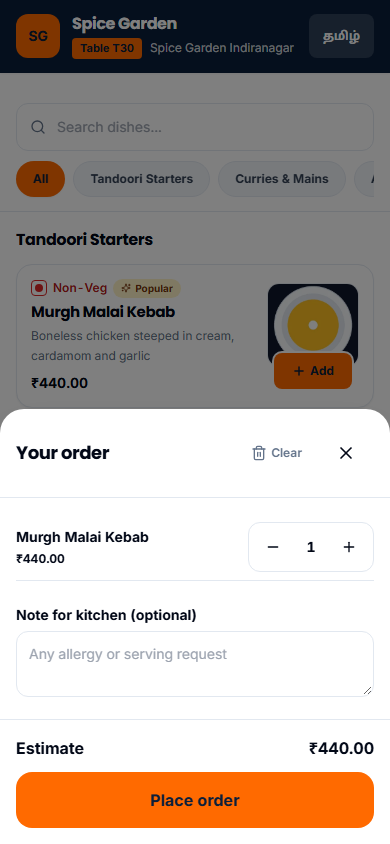 SG
Spice Garden
Table T30
Spice Garden Indiranagar
தமிழ்
Search dishes...
All
Tandoori Starters
Curries & Mains
Tandoori Starters
Non-Veg
Popular
Murgh Malai Kebab
Boneless chicken steeped in cream,
cardamom and garlic
₹440.00
+ Add
Your order
Clear
Murgh Malai Kebab
₹440.00
− 1 +
Note for kitchen (optional)
Any allergy or serving request
Estimate
₹440.00
Place order